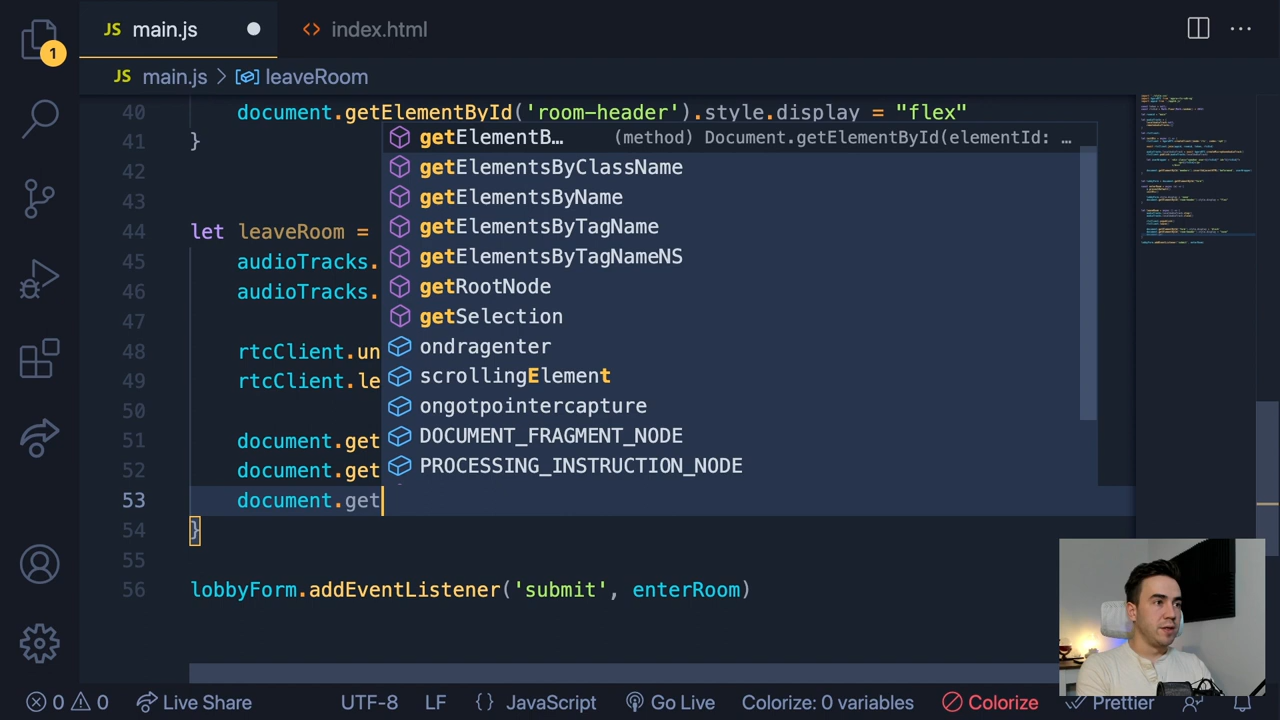 JS main.js
<> index.html
1
JS main.js > leaveRoom
40 document.getElementById('room-header').style.display = "flex"
getElementB… (method) Document.getElementById(elementId: …
41 }
getElementsByClassName
42
getElementsByName
43
getElementsByTagName
44 let leaveRoom =
getElementsByTagNameNS
45 audioTracks.
getRootNode
46 audioTracks.
getSelection
47
ondragenter
48 rtcClient.un
scrollingElement
49 rtcClient.le
ongotpointercapture
50
DOCUMENT_FRAGMENT_NODE
51 document.get
PROCESSING_INSTRUCTION_NODE
52 document.get
53 document.get
54 }
55
56 lobbyForm.addEventListener('submit', enterRoom)
0 0 Live Share UTF-8 LF {} JavaScript Go Live Colorize: 0 variables Colorize Prettier